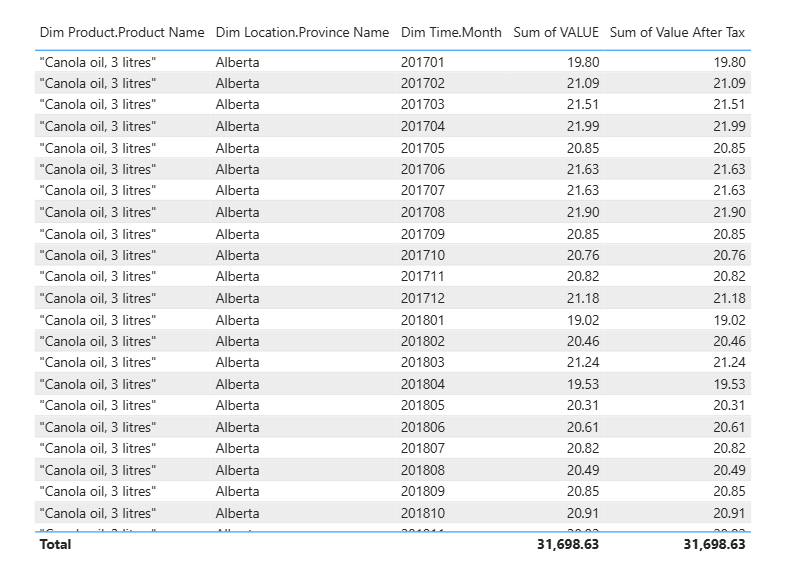 Dim Product.Product Name Dim Location.Province Name Dim Time.Month Sum of VALUE Sum of Value After Tax
"Canola oil, 3 litres" Alberta 201701 19.80 19.80
"Canola oil, 3 litres" Alberta 201702 21.09 21.09
"Canola oil, 3 litres" Alberta 201703 21.51 21.51
"Canola oil, 3 litres" Alberta 201704 21.99 21.99
"Canola oil, 3 litres" Alberta 201705 20.85 20.85
"Canola oil, 3 litres" Alberta 201706 21.63 21.63
"Canola oil, 3 litres" Alberta 201707 21.63 21.63
"Canola oil, 3 litres" Alberta 201708 21.90 21.90
"Canola oil, 3 litres" Alberta 201709 20.85 20.85
"Canola oil, 3 litres" Alberta 201710 20.76 20.76
"Canola oil, 3 litres" Alberta 201711 20.82 20.82
"Canola oil, 3 litres" Alberta 201712 21.18 21.18
"Canola oil, 3 litres" Alberta 201801 19.02 19.02
"Canola oil, 3 litres" Alberta 201802 20.46 20.46
"Canola oil, 3 litres" Alberta 201803 21.24 21.24
"Canola oil, 3 litres" Alberta 201804 19.53 19.53
"Canola oil, 3 litres" Alberta 201805 20.31 20.31
"Canola oil, 3 litres" Alberta 201806 20.61 20.61
"Canola oil, 3 litres" Alberta 201807 20.82 20.82
"Canola oil, 3 litres" Alberta 201808 20.49 20.49
"Canola oil, 3 litres" Alberta 201809 20.85 20.85
"Canola oil, 3 litres" Alberta 201810 20.91 20.91
Total 31,698.63 31,698.63